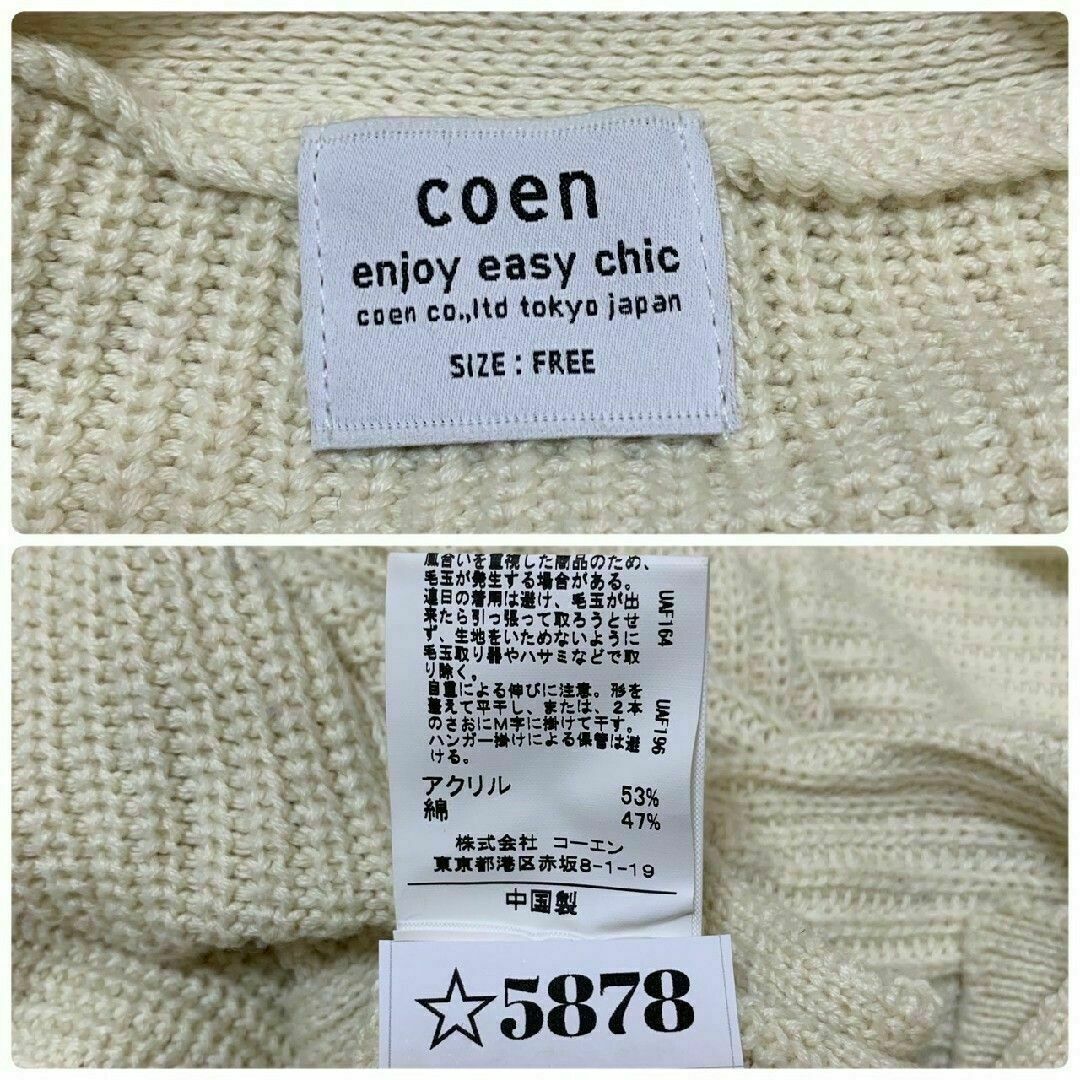 coen
enjoy easy chic
coen co.,ltd tokyo japan
SIZE : FREE
風合いを重視した商品のため、
毛玉が発生する場合がある。
連日の着用は避け、毛玉が出
来たら引っ張って取ろうとせ
ず、生地をいためないように
毛玉取り器やハサミなどで取
り除く。
自重による伸びに注意。形を
整えて平干し、または、2本
のさおにM字に掛けて干す。
ハンガー掛けによる保管は避
ける。
UAF164
UAF196
アクリル 53%
綿 47%
株式会社 コーエン
東京都港区赤坂8-1-19
中国製
☆5878